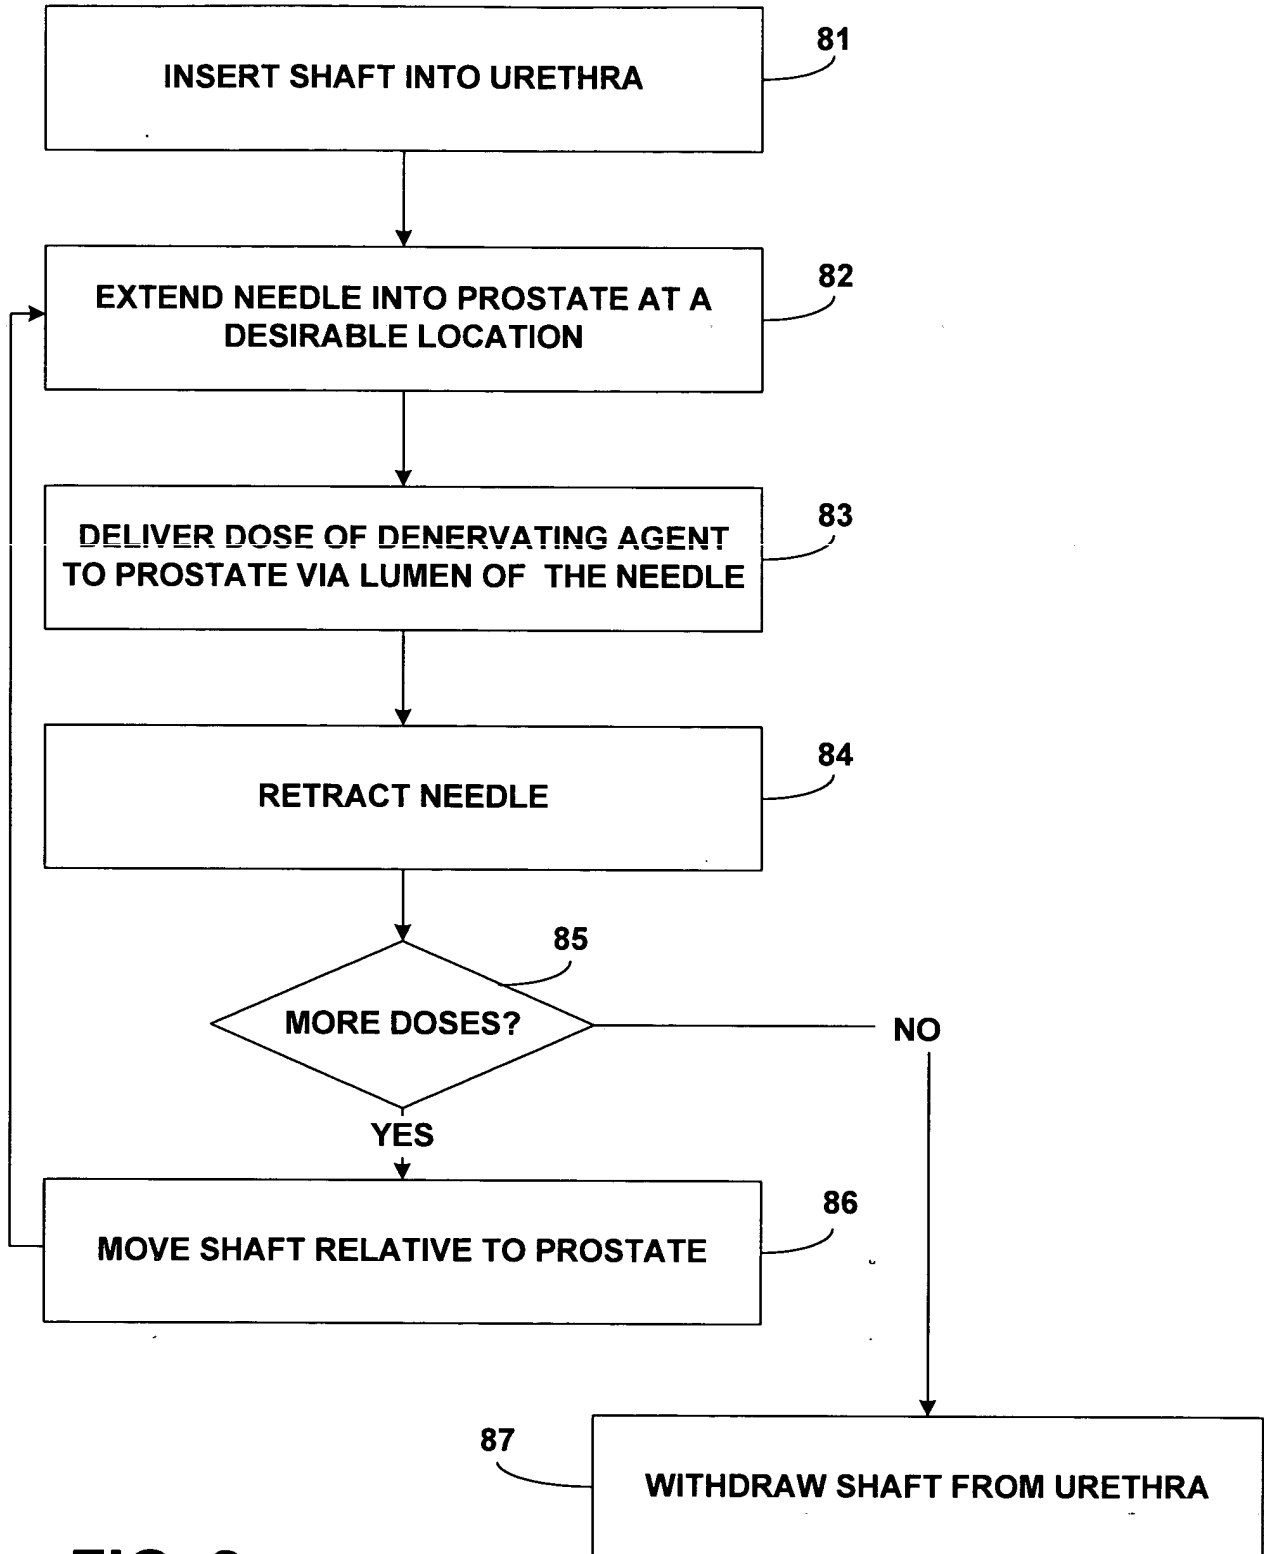 81
INSERT SHAFT INTO URETHRA
82
EXTEND NEEDLE INTO PROSTATE AT A
DESIRABLE LOCATION
83
DELIVER DOSE OF DENERVATING AGENT
TO PROSTATE VIA LUMEN OF THE NEEDLE
84
RETRACT NEEDLE
85
MORE DOSES?
NO
YES
86
MOVE SHAFT RELATIVE TO PROSTATE
87
WITHDRAW SHAFT FROM URETHRA